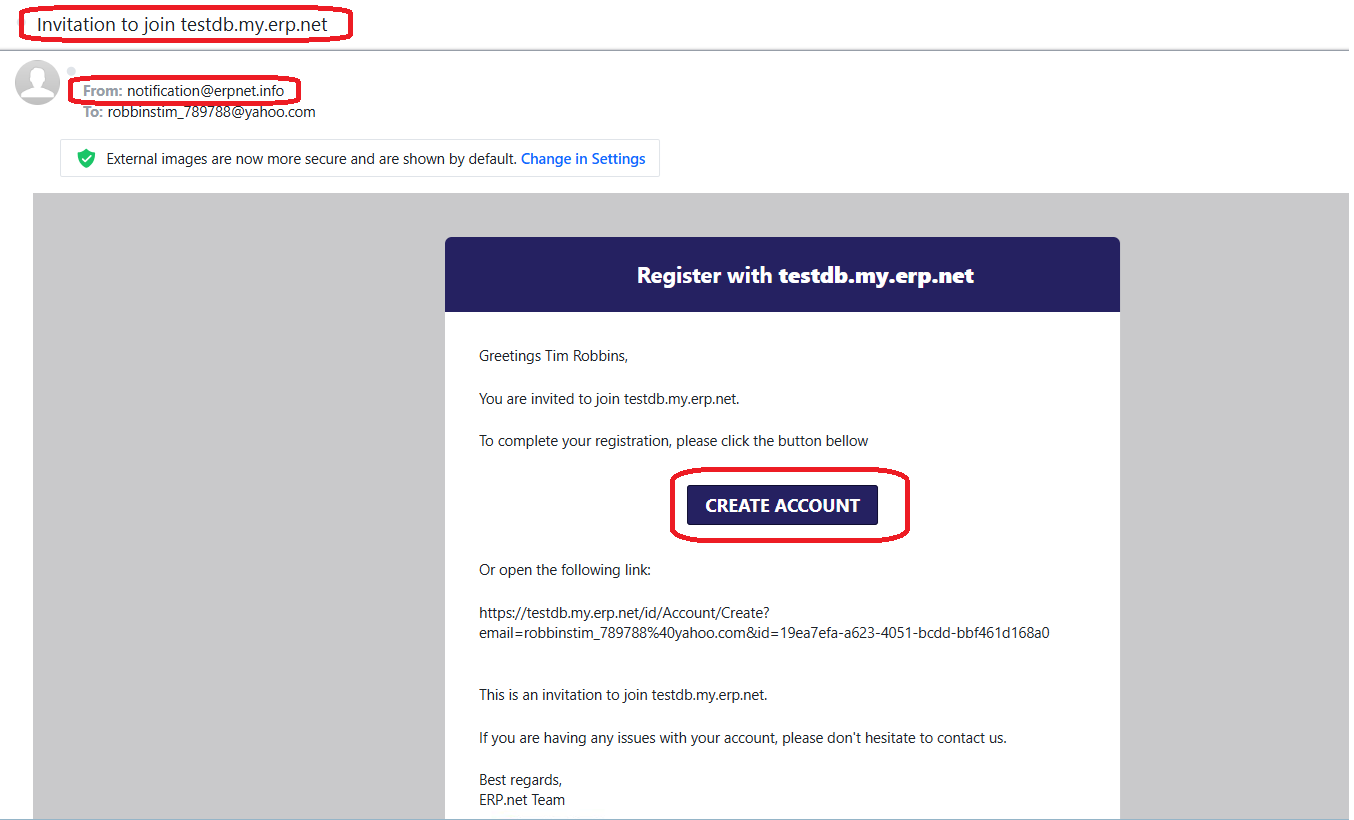 Invitation to join testdb.my.erp.net
From: notification@erpnet.info
To: robbinstim_789788@yahoo.com
External images are now more secure and are shown by default. Change in Settings
Register with testdb.my.erp.net
Greetings Tim Robbins,
You are invited to join testdb.my.erp.net.
To complete your registration, please click the button bellow
CREATE ACCOUNT
Or open the following link:
https://testdb.my.erp.net/id/Account/Create?
email=robbinstim_789788%40yahoo.com&id=19ea7efa-a623-4051-bcdd-bbf461d168a0
This is an invitation to join testdb.my.erp.net.
If you are having any issues with your account, please don't hesitate to contact us.
Best regards,
ERP.net Team